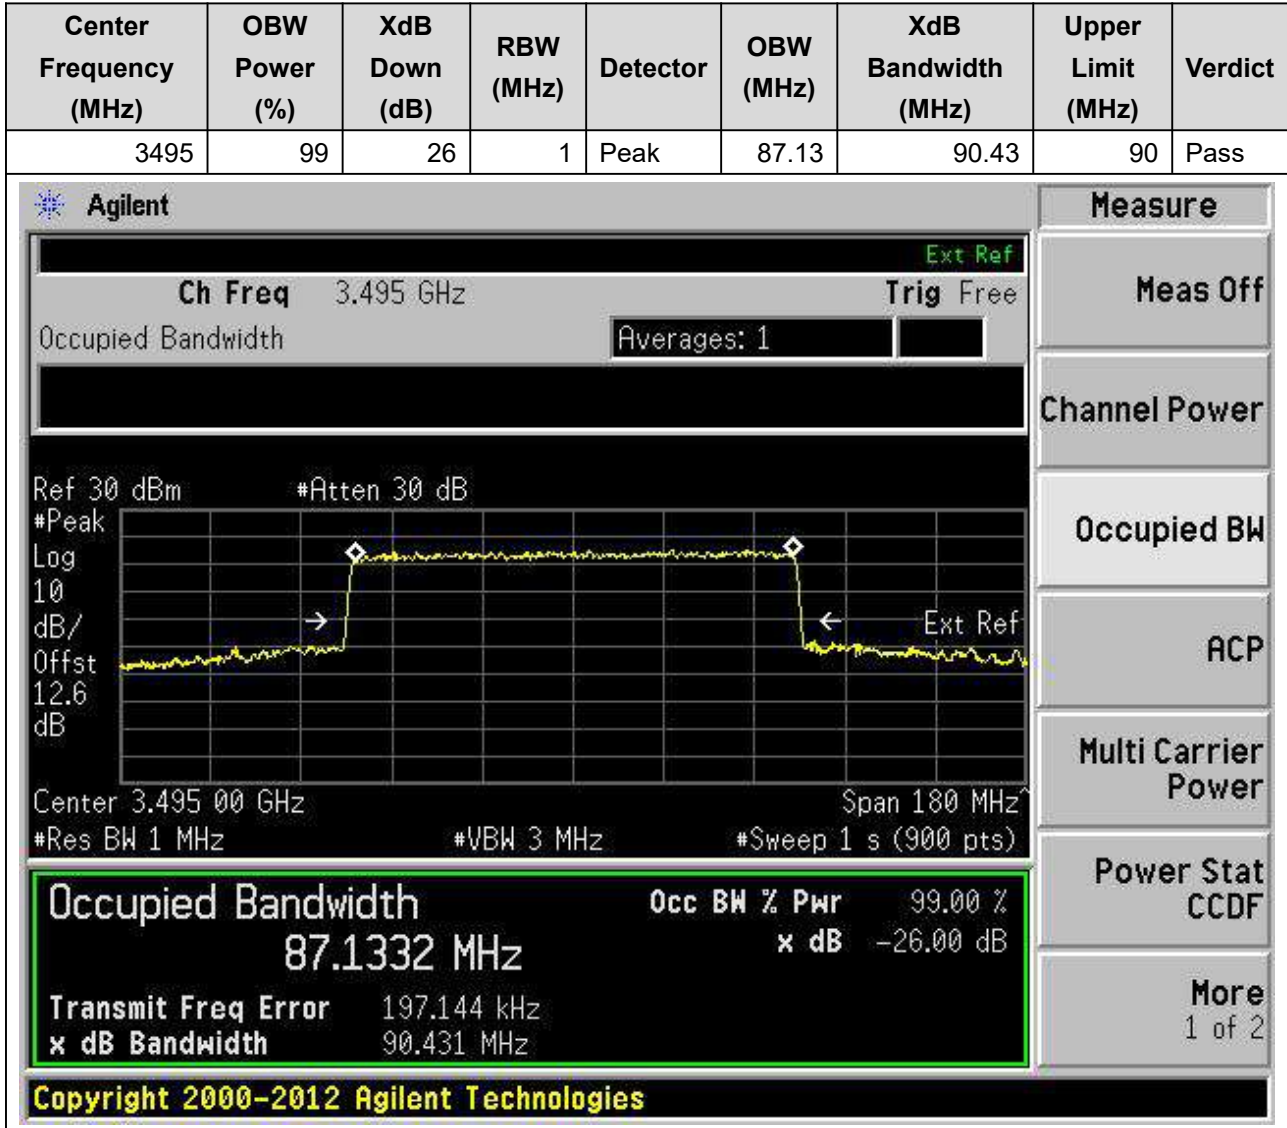 Center Frequency (MHz) OBW Power (%) XdB Down (dB) RBW (MHz) Detector OBW (MHz) XdB Bandwidth (MHz) Upper Limit (MHz) Verdict
3495 99 26 1 Peak 87.13 90.43 90 Pass
Agilent
Measure
Ext Ref
Ch Freq 3.495 GHz Trig Free
Meas Off
Occupied Bandwidth Averages: 1
Channel Power
Ref 30 dBm #Atten 30 dB
#Peak
Log
10
dB/
Offst
12.6
dB
Ext Ref
Occupied BW
ACP
Center 3.495 00 GHz Span 180 MHz^
#Res BW 1 MHz #VBW 3 MHz #Sweep 1 s (900 pts)
Multi Carrier
Power
Occupied Bandwidth
87.1332 MHz
Occ BW % Pwr 99.00 %
x dB -26.00 dB
Transmit Freq Error 197.144 kHz
x dB Bandwidth 90.431 MHz
Power Stat
CCDF
More
1 of 2
Copyright 2000-2012 Agilent Technologies